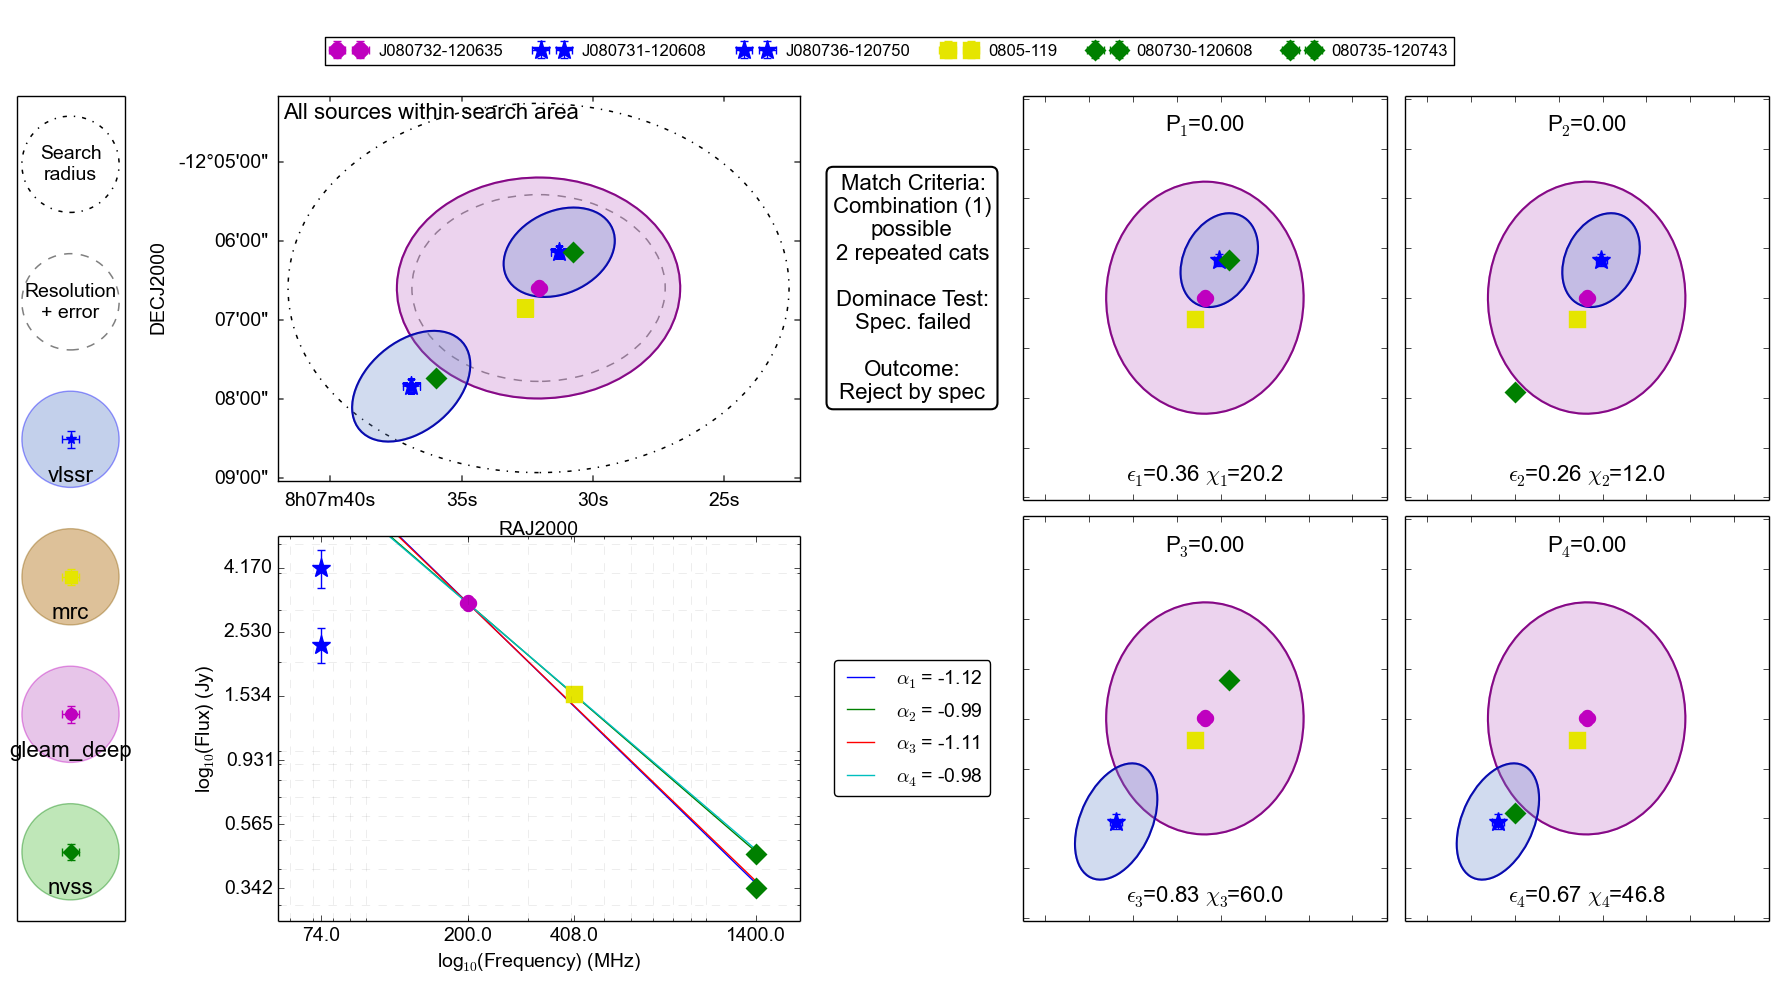 J080732-120635 J080731-120608 J080736-120750 0805-119 080730-120608 080735-120743
Search
radius
Resolution
+ error
vlssr
mrc
gleam_deep
nvss
All sources within search area
DECJ2000
-12°05'00"
06'00"
07'00"
08'00"
09'00"
8h07m40s 35s 30s 25s
RAJ2000
Match Criteria:
Combination (1)
possible
2 repeated cats
Dominace Test:
Spec. failed
Outcome:
Reject by spec
P1=0.00
ϵ1=0.36 χ1=20.2
P2=0.00
ϵ2=0.26 χ2=12.0
P3=0.00
ϵ3=0.83 χ3=60.0
P4=0.00
ϵ4=0.67 χ4=46.8
log10(Flux) (Jy)
4.170
2.530
1.534
0.931
0.565
0.342
74.0 200.0 408.0 1400.0
log10(Frequency) (MHz)
α1 = -1.12
α2 = -0.99
α3 = -1.11
α4 = -0.98